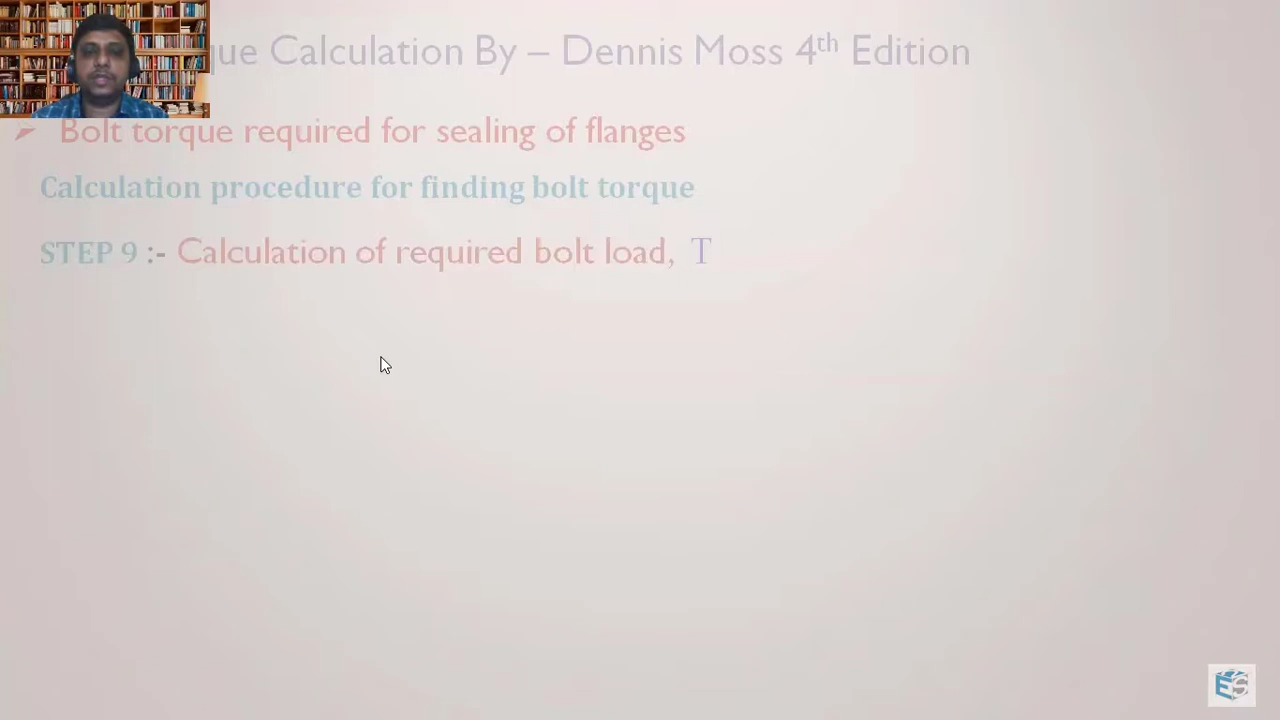 que Calculation By – Dennis Moss 4th Edition
Bolt torque required for sealing of flanges
Calculation procedure for finding bolt torque
STEP 9 :- Calculation of required bolt load, T
ES